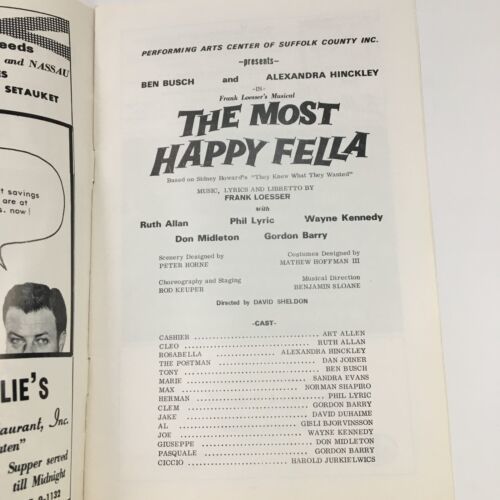 eeds
and NASSAU
ES
SETAUKET
t savings
are at
s. now!
LIE'S
taurant, Inc.
ten"
Supper served
till Midnight
9-1132
PERFORMING ARTS CENTER OF SUFFOLK COUNTY INC.
-presents-
BEN BUSCH and ALEXANDRA HINCKLEY
-IN-
Frank Loesser's Musical
THE MOST
HAPPY FELLA
Based on Sidney Howard's "They Knew What They Wanted"
MUSIC, LYRICS AND LIBRETTO BY
FRANK LOESSER
with
Ruth Allan Phil Lyric Wayne Kennedy
Don Midleton Gordon Barry
Scenery Designed by
PETER HORNE
Costumes Designed by
MATHEW HOFFMAN III
Choreography and Staging
ROD KEUPER
Musical Direction
BENJAMIN SLOANE
Directed by DAVID SHELDON
-CAST-
CASHIER ........ ART ALLEN
CLEO ........ RUTH ALLAN
ROSABELLA ........ ALEXANDRA HINCKLEY
THE POSTMAN ........ DAN JOINER
TONY ........ BEN BUSCH
MARIE ........ SANDRA EVANS
MAX ........ NORMAN SHAPIRO
HERMAN ........ PHIL LYRIC
CLEM ........ GORDON BARRY
JAKE ........ DAVID DUHAIME
AL ........ GISLI BJORVINSSON
JOE ........ WAYNE KENNEDY
GIUSEPPE ........ DON MIDLETON
PASQUALE ........ GORDON BARRY
CICCIO ........ HAROLD JURKIELWICS